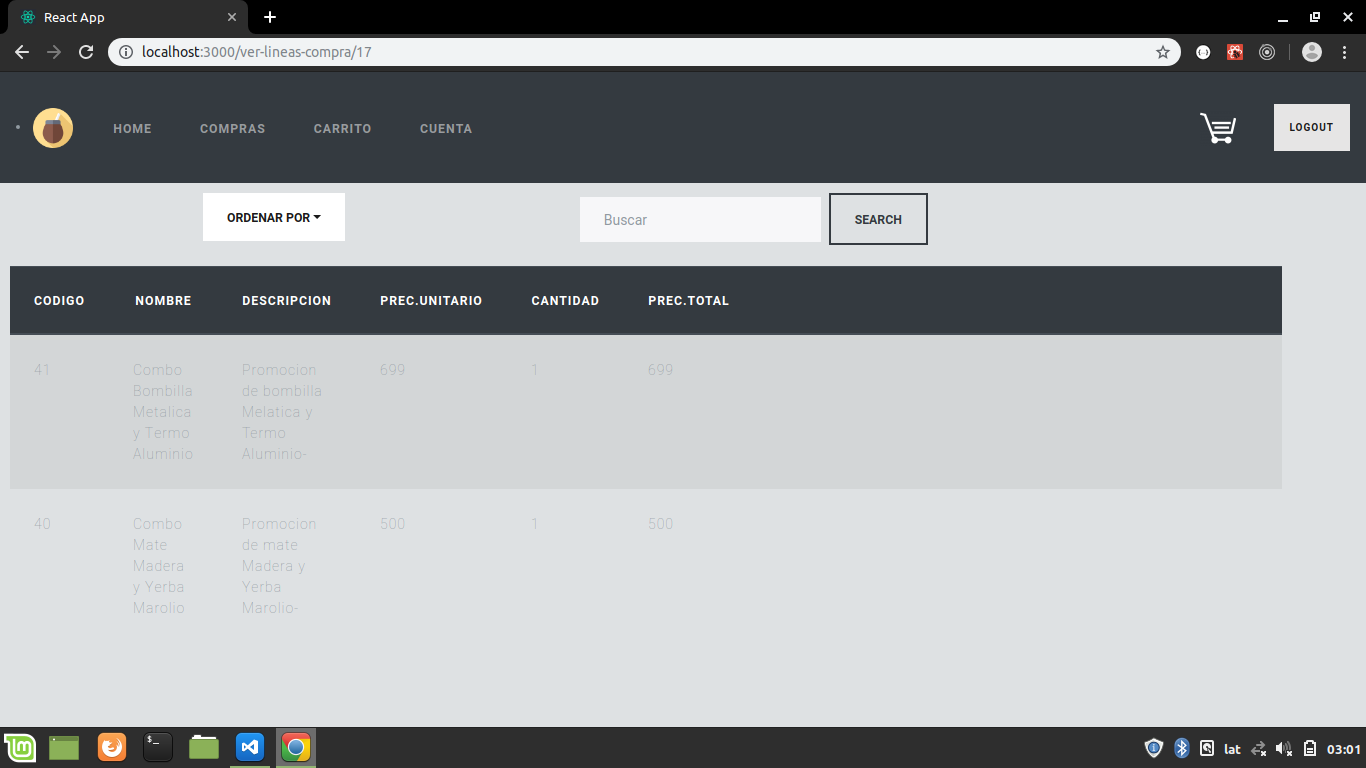 React App
localhost:3000/ver-lineas-compra/17
HOME COMPRAS CARRITO CUENTA LOGOUT
ORDENAR POR Buscar SEARCH
CODIGO NOMBRE DESCRIPCION PREC.UNITARIO CANTIDAD PREC.TOTAL
41 Combo Promocion 699 1 699
Bombilla de bombilla
Metalica Melatica y
y Termo Termo
Aluminio Aluminio-
40 Combo Promocion 500 1 500
Mate de mate
Madera Madera y
y Yerba Yerba
Marolio Marolio-
lat 03:01